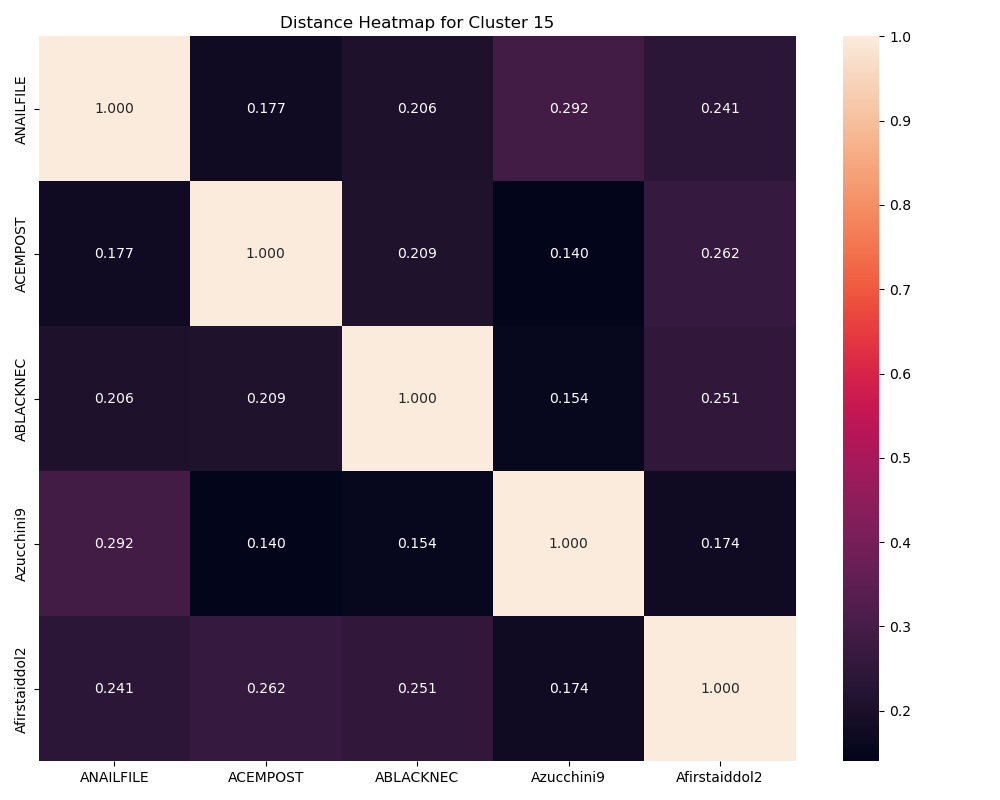 Distance Heatmap for Cluster 15
ANAILFILE 1.000 0.177 0.206 0.292 0.241
ACEMPOST 0.177 1.000 0.209 0.140 0.262
ABLACKNEC 0.206 0.209 1.000 0.154 0.251
Azucchini9 0.292 0.140 0.154 1.000 0.174
Afirstaiddol2 0.241 0.262 0.251 0.174 1.000
ANAILFILE ACEMPOST ABLACKNEC Azucchini9 Afirstaiddol2
1.0
0.9
0.8
0.7
0.6
0.5
0.4
0.3
0.2